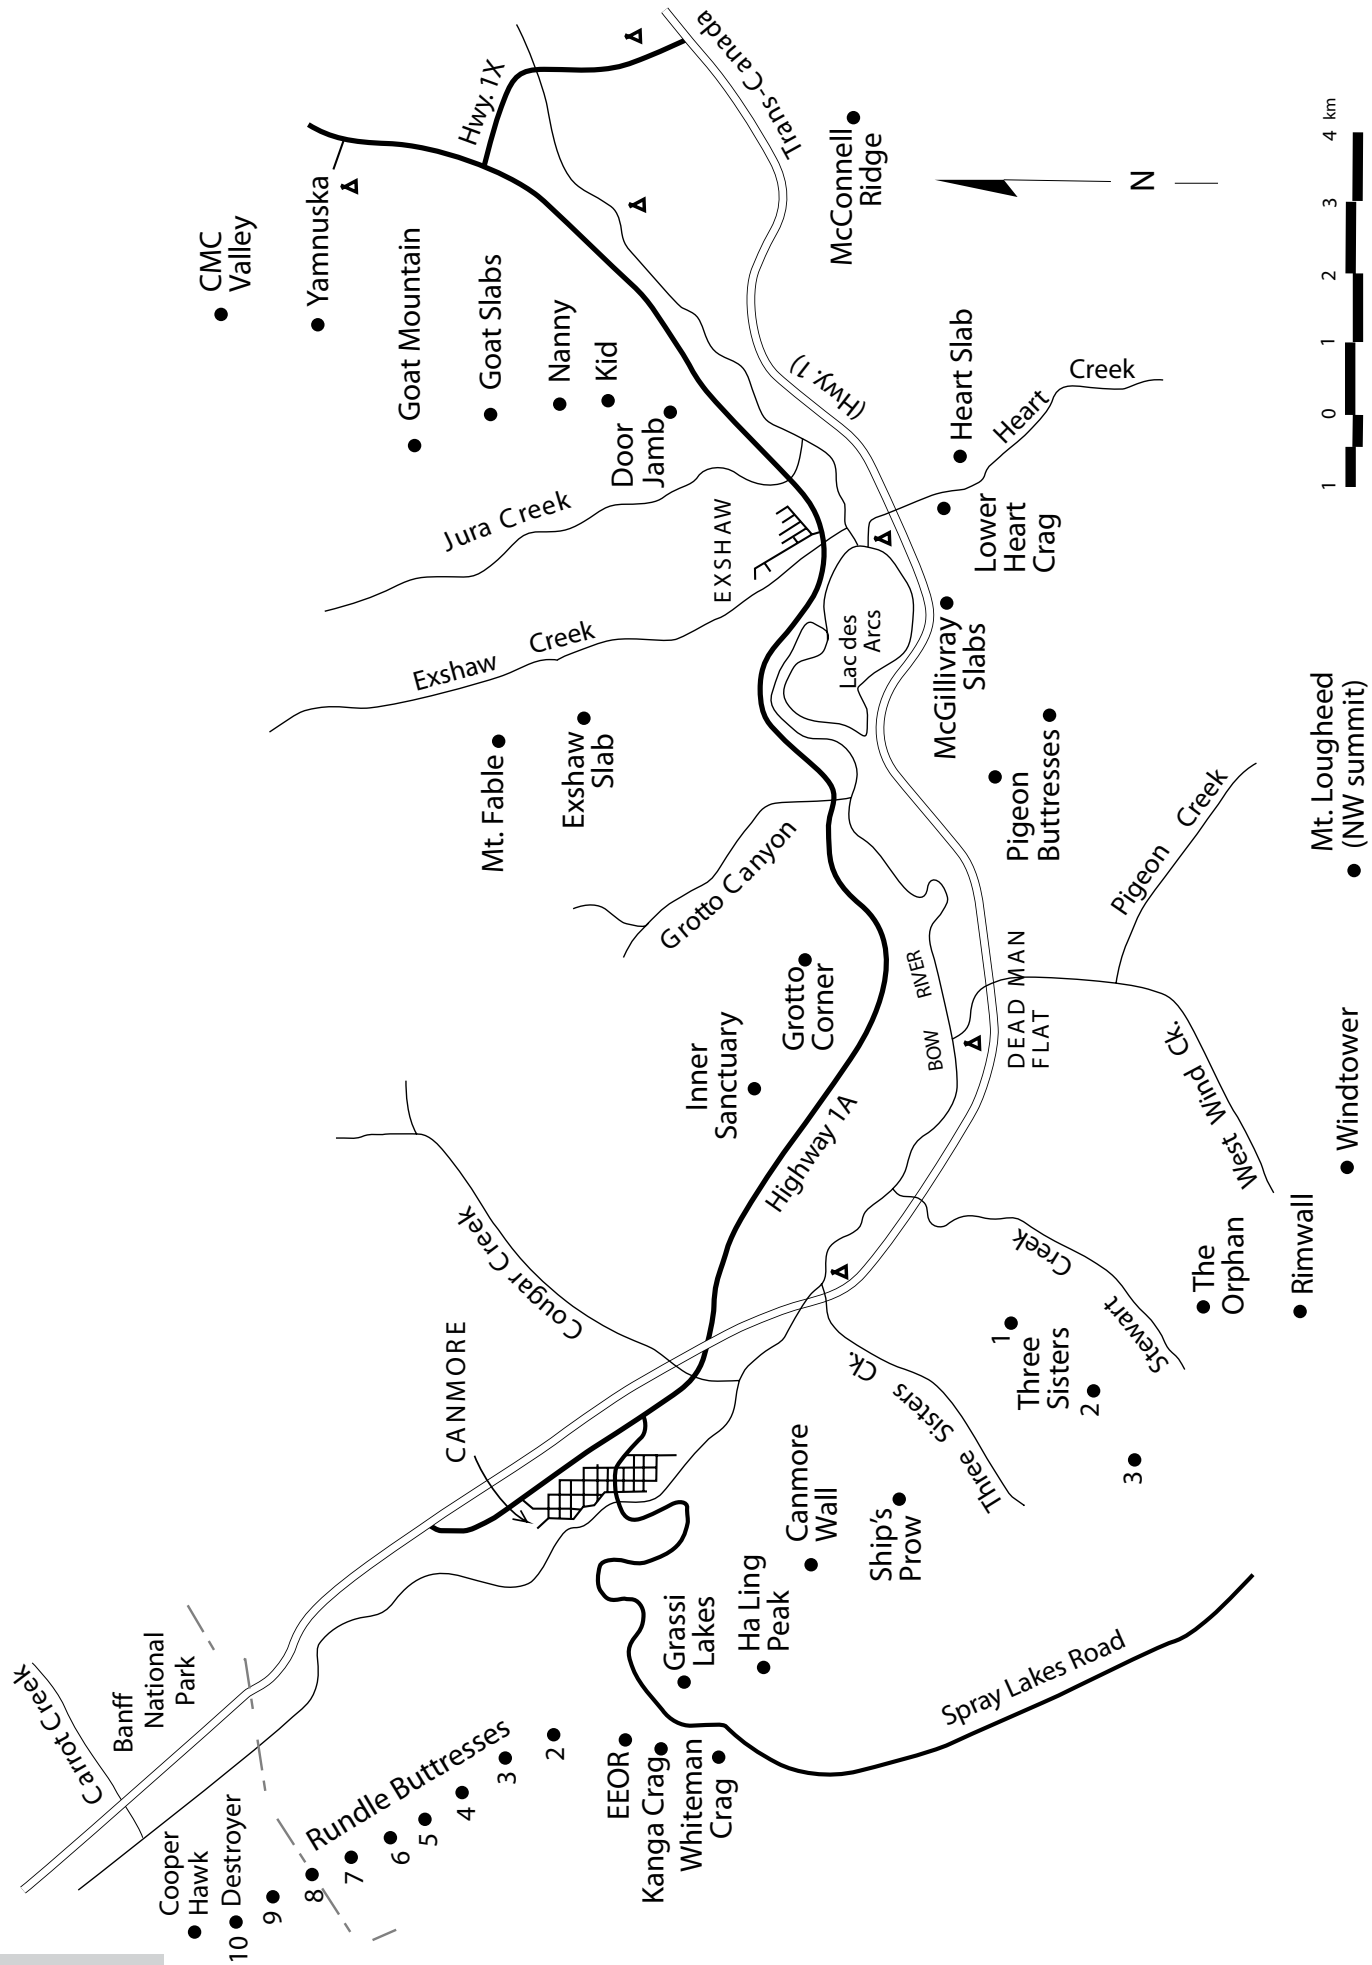 Carrot Creek
Banff
National
Park
Cooper
Hawk
10
Destroyer
9
8
7
6
5
4
3
2
Rundle Buttresses
EEOR
Kanga Crag
Whiteman
Crag
Grassi
Lakes
Ha Ling
Peak
Canmore
Wall
Ship's
Prow
Spray Lakes Road
CANMORE
Cougar Creek
Three Sisters Ck.
1
Three
Sisters
2
3
Stewart Creek
The
Orphan
Rimwall
Windtower
Mt. Lougheed
(NW summit)
West Wind Ck.
Pigeon Creek
DEAD MAN
FLAT
BOW RIVER
Highway 1A
Inner
Sanctuary
Grotto
Corner
Grotto Canyon
Mt. Fable
Exshaw
Slab
Exshaw Creek
Jura Creek
EXSHAW
Lac des
Arcs
Pigeon
Buttresses
McGillivray
Slabs
Lower
Heart
Crag
Heart Slab
Heart Creek
CMC
Valley
Yamnuska
Goat Mountain
Goat Slabs
Nanny
Kid
Door
Jamb
Hwy. 1X
Trans-Canada
(Hwy. 1)
McConnell
Ridge
N
1 0 1 2 3 4 km